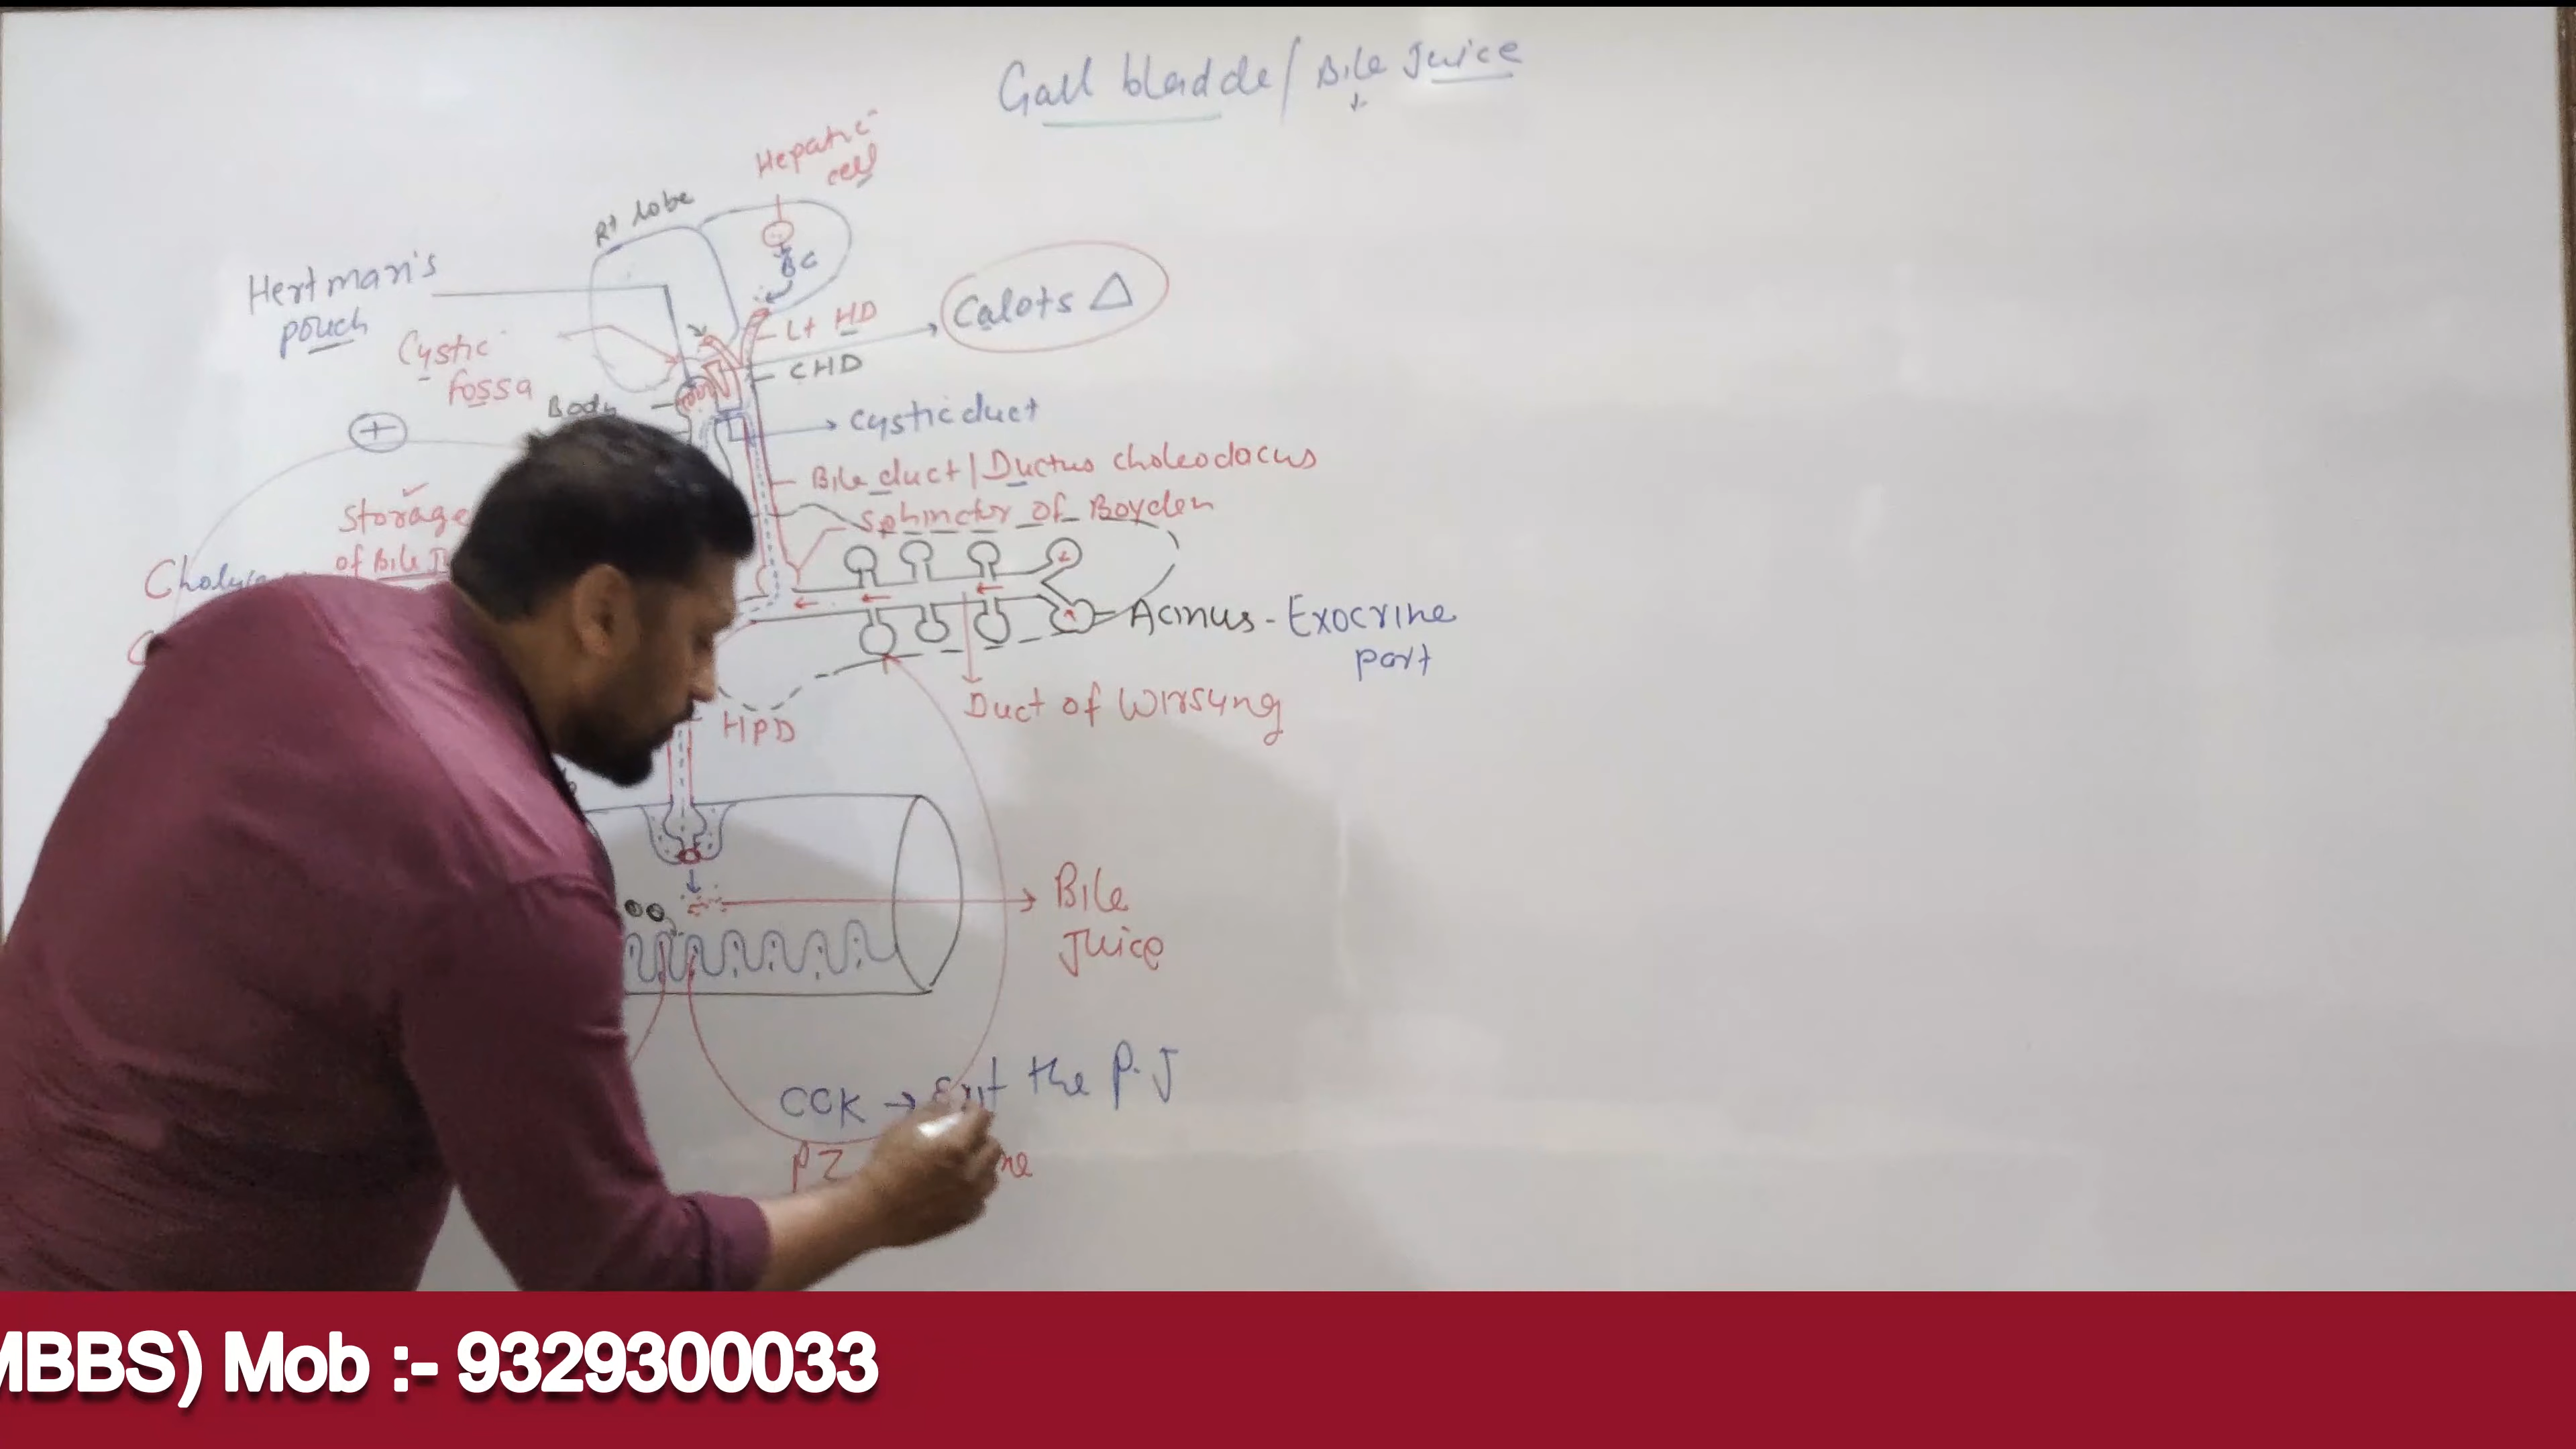 Gall bladde/ Bile Juice
Hepatic
cell
Rt lobe
BC
Hertman's
pouch
Calots Δ
Lt HD
Cystic
fossa
CHD
Body
Cystic duct
+
Bile duct | Ductus choleodacus
Storage
of Bile
Sphincter of Boyden
Acinus - Exocrine
part
Duct of Wirsung
HPD
Bile
Juice
CCK → Exit the P.J
PZ
MBBS) Mob :- 9329300033